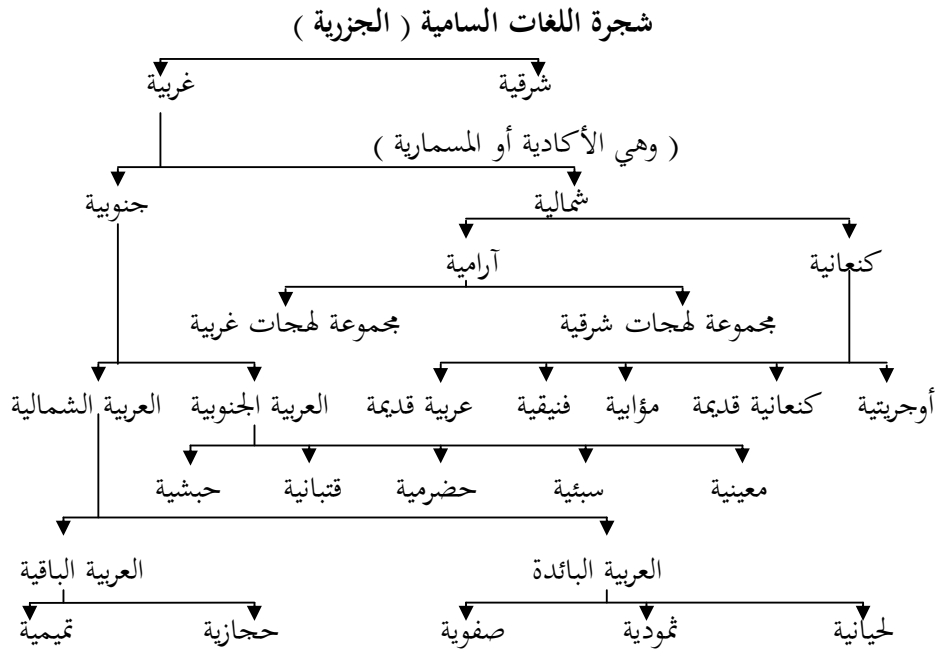 شجرة اللغات السامية ( الجزرية )
شرقية غربية
( وهي الأكادية أو المسمارية )
شمالية جنوبية
كنعانية آرامية
مجموعة لهجات شرقية مجموعة لهجات غربية
أوجريتية كنعانية قديمة مؤابية فنيقية عربية قديمة العربية الجنوبية العربية الشمالية
معينية سبئية حضرمية قتبانية حبشية
العربية البائدة العربية الباقية
لحيانية ثمودية صفوية حجازية تميمية